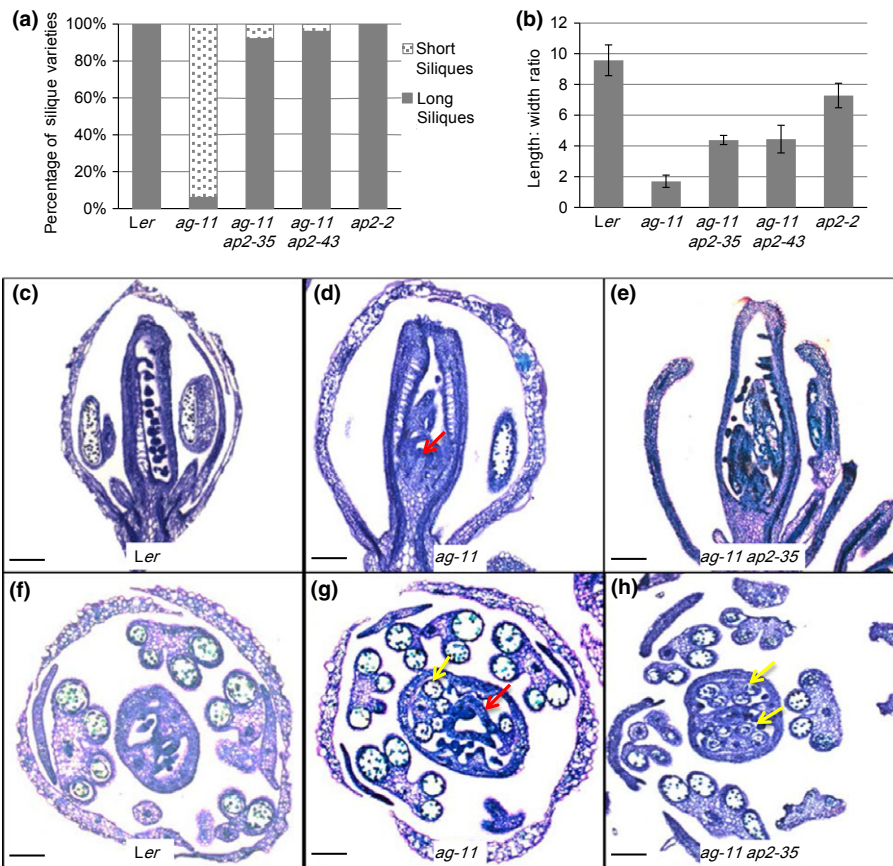 (a)
Percentage of silique varieties
100%
80%
60%
40%
20%
0%
Ler
ag-11
ag-11
ap2-35
ag-11
ap2-43
ap2-2
Short
Siliques
Long
Siliques
(b)
Length: width ratio
12
10
8
6
4
2
0
Ler
ag-11
ag-11
ap2-35
ag-11
ap2-43
ap2-2
(c)
Ler
(d)
ag-11
(e)
ag-11 ap2-35
(f)
Ler
(g)
ag-11
(h)
ag-11 ap2-35